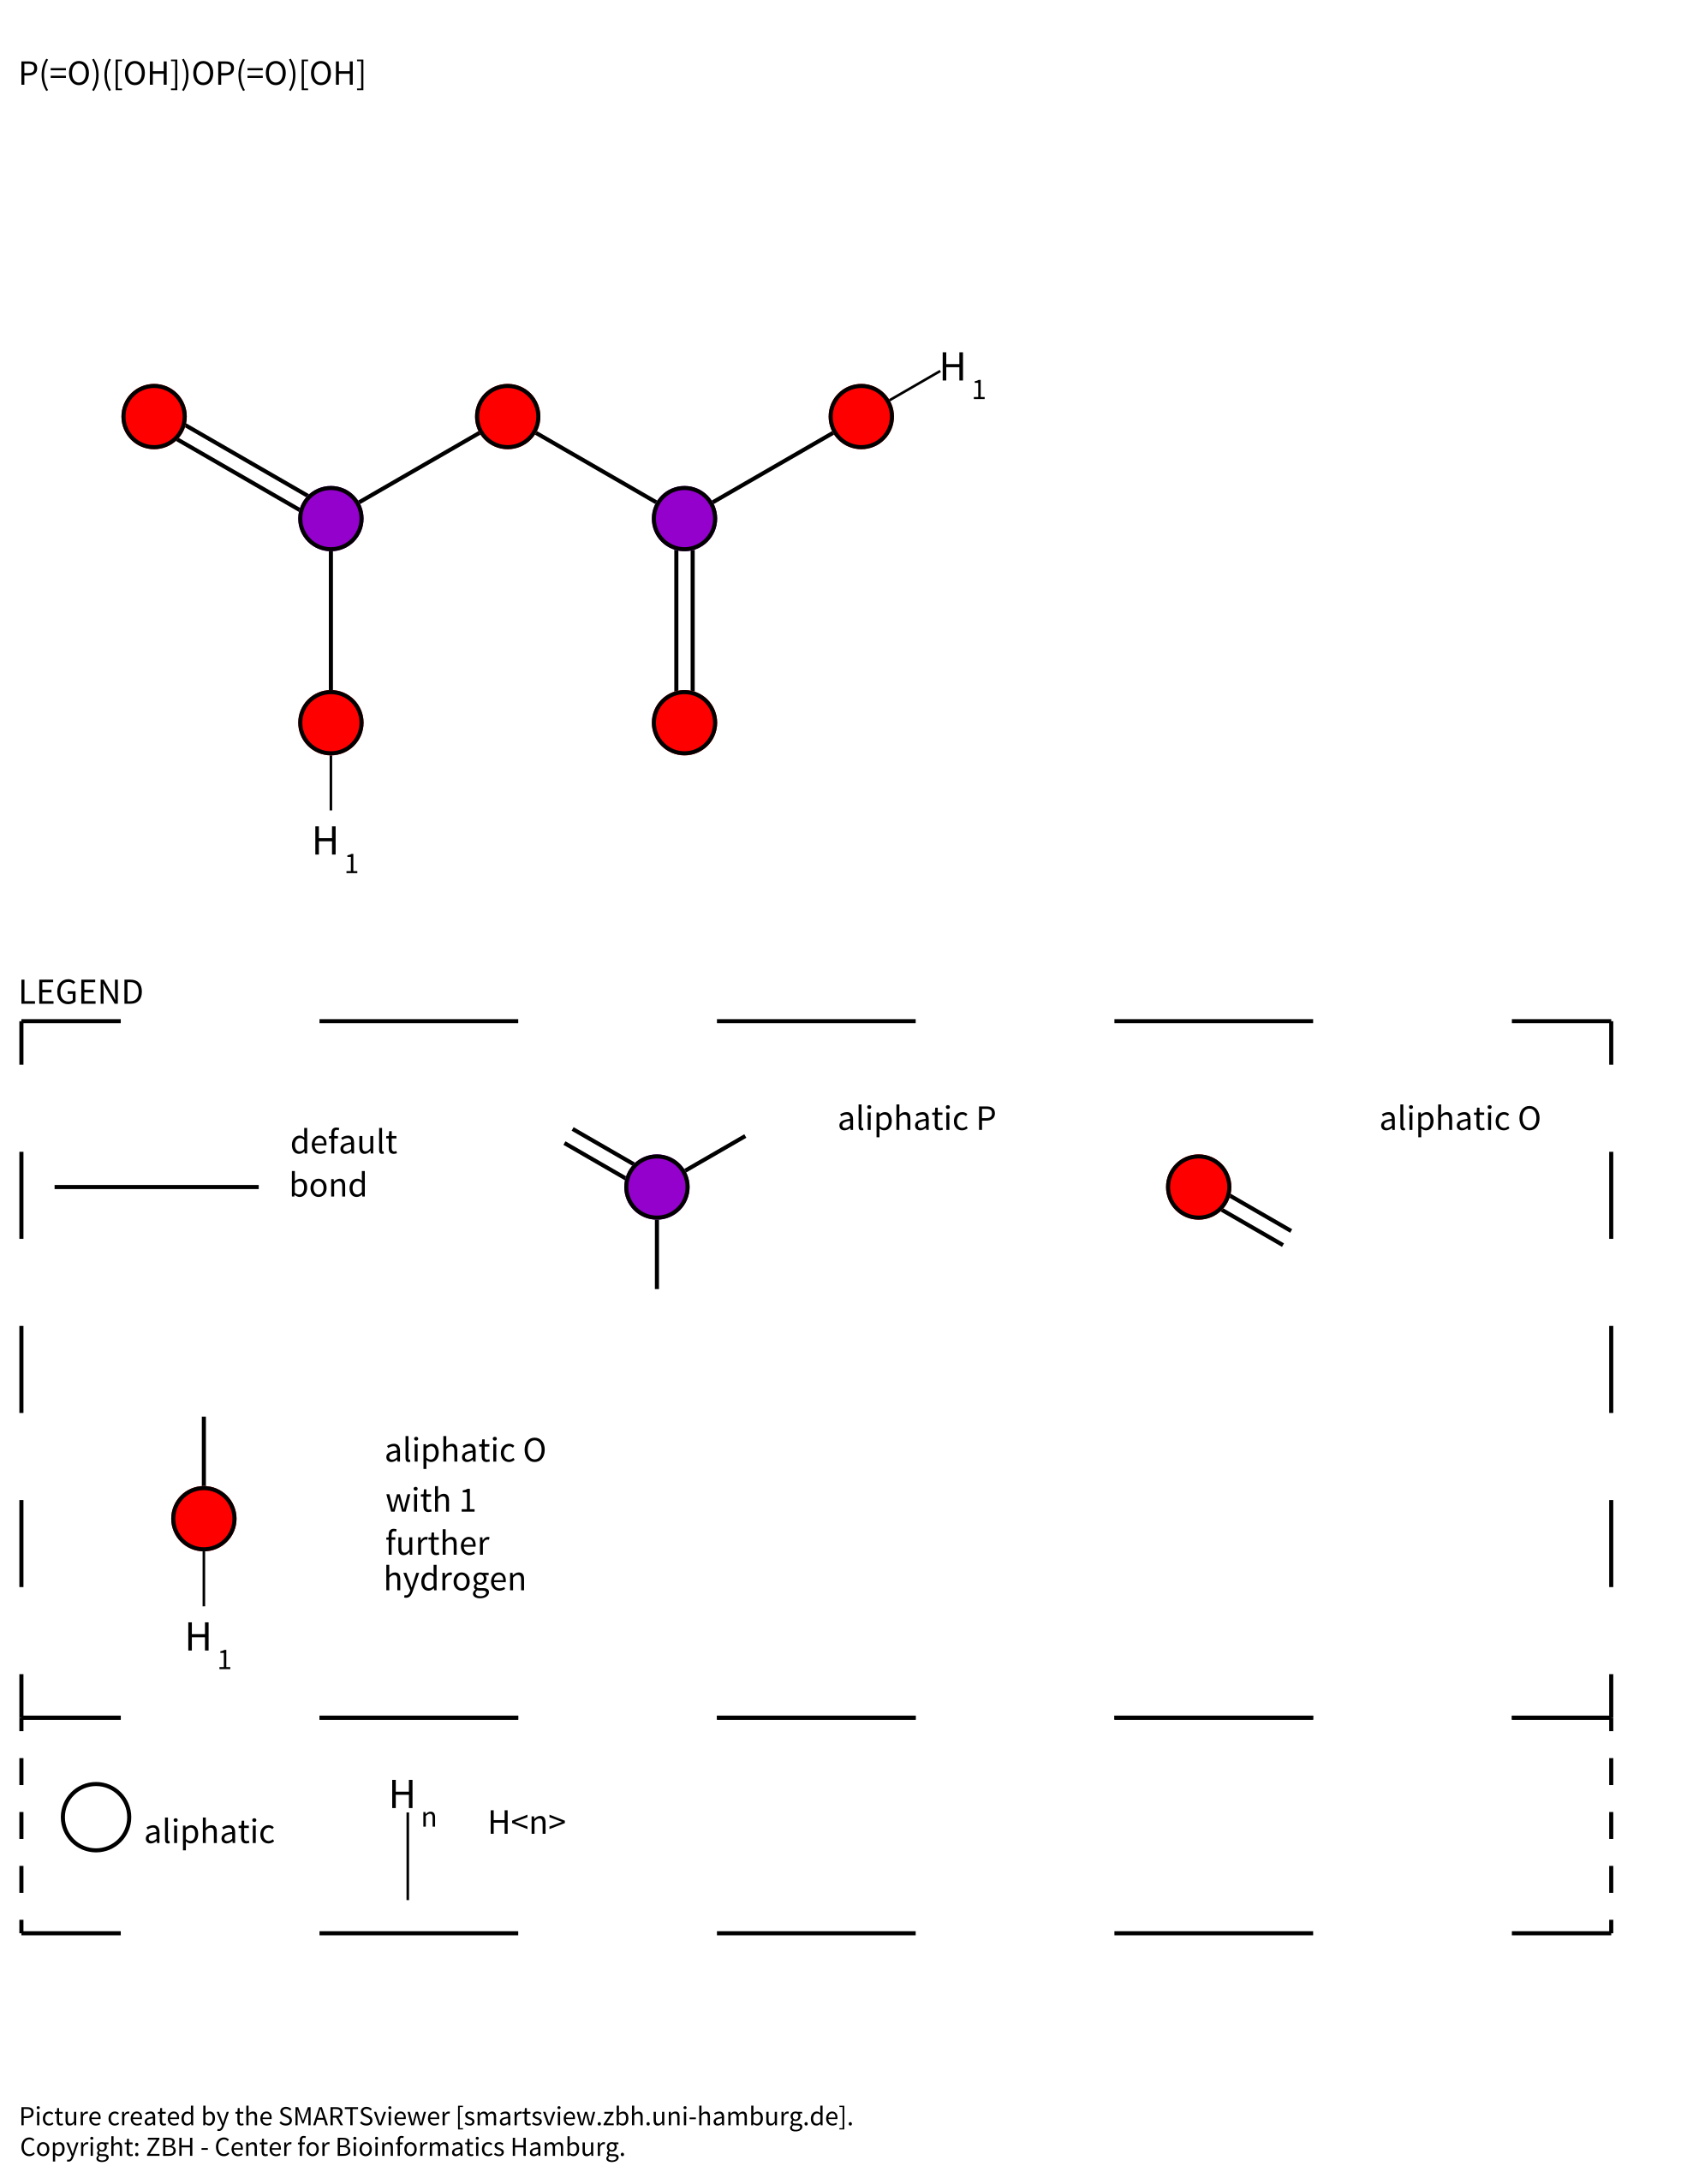 P(=O)([OH])OP(=O)[OH]
H 1
H 1
LEGEND
default
bond
aliphatic P
aliphatic O
aliphatic O
with 1
further
hydrogen
H 1
aliphatic
H n
H<n>
Picture created by the SMARTSviewer [smartsview.zbh.uni-hamburg.de].
Copyright: ZBH - Center for Bioinformatics Hamburg.